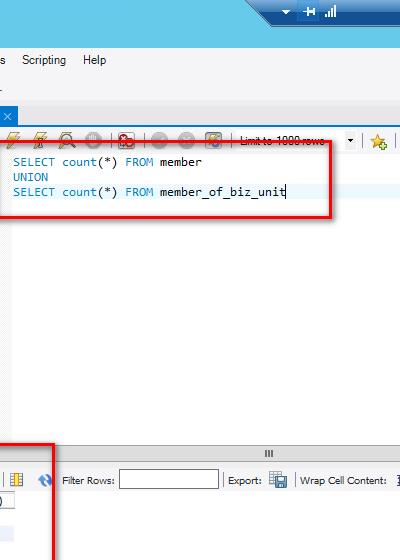 s Scripting Help
Limit to 1000 rows
SELECT count(*) FROM member
UNION
SELECT count(*) FROM member_of_biz_unit
Filter Rows: Export: Wrap Cell Content:
)